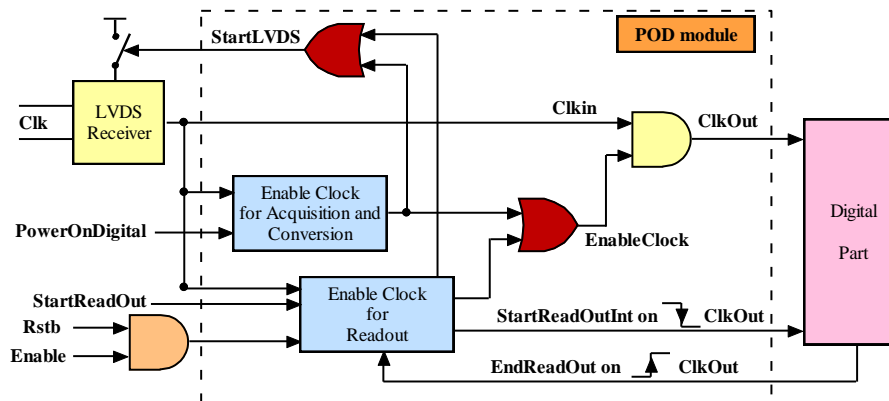 StartLVDS
POD module
LVDS
Receiver
Clk
Clkin
ClkOut
Enable Clock
for Acquisition and
Conversion
PowerOnDigital
EnableClock
Digital
Part
StartReadOut
Enable Clock
for
Readout
Rstb
Enable
StartReadOutInt on ClkOut
EndReadOut on ClkOut